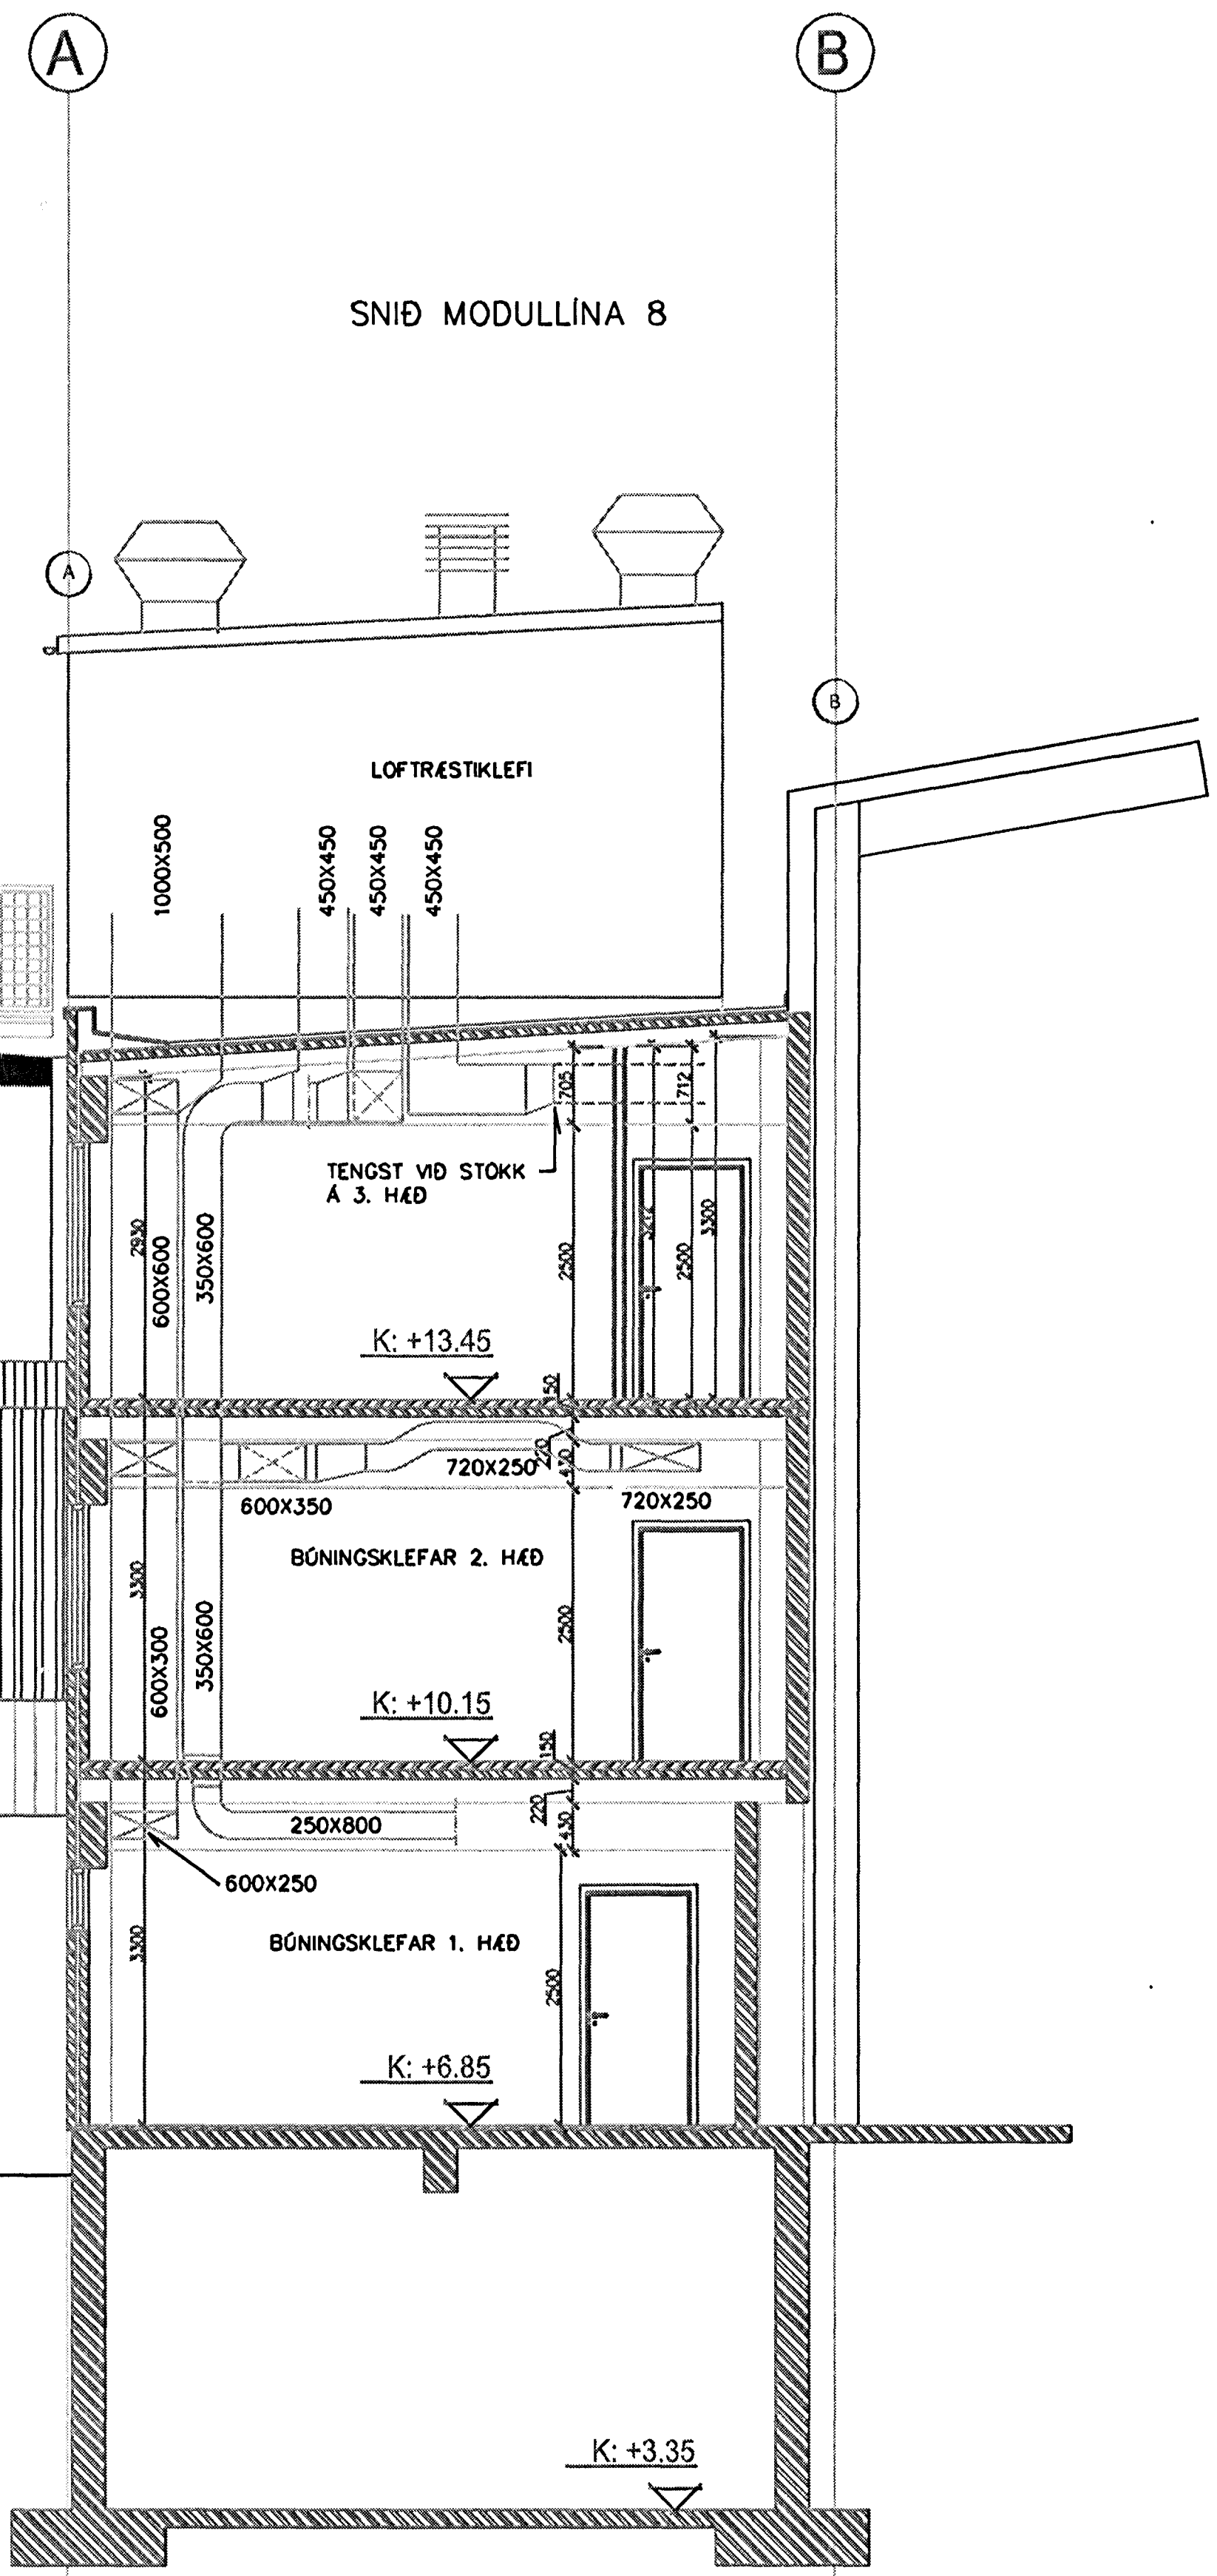 A
B
SNIÐ MODULLÍNA 8
A
B
LOFTRÆSTIKLEFI
1000X500
450X450
450X450
450X450
705
712
TENGST VIÐ STOKK
Á 3. HÆÐ
2930
600X600
350X600
2500
3212
2500
3300
K: +13.45
150
220
430
720X250
600X350
720X250
BÚNINGSKLEFAR 2. HÆÐ
3300
600X300
350X600
2500
K: +10.15
150
220
430
250X800
600X250
BÚNINGSKLEFAR 1. HÆÐ
3300
2500
K: +6.85
K: +3.35